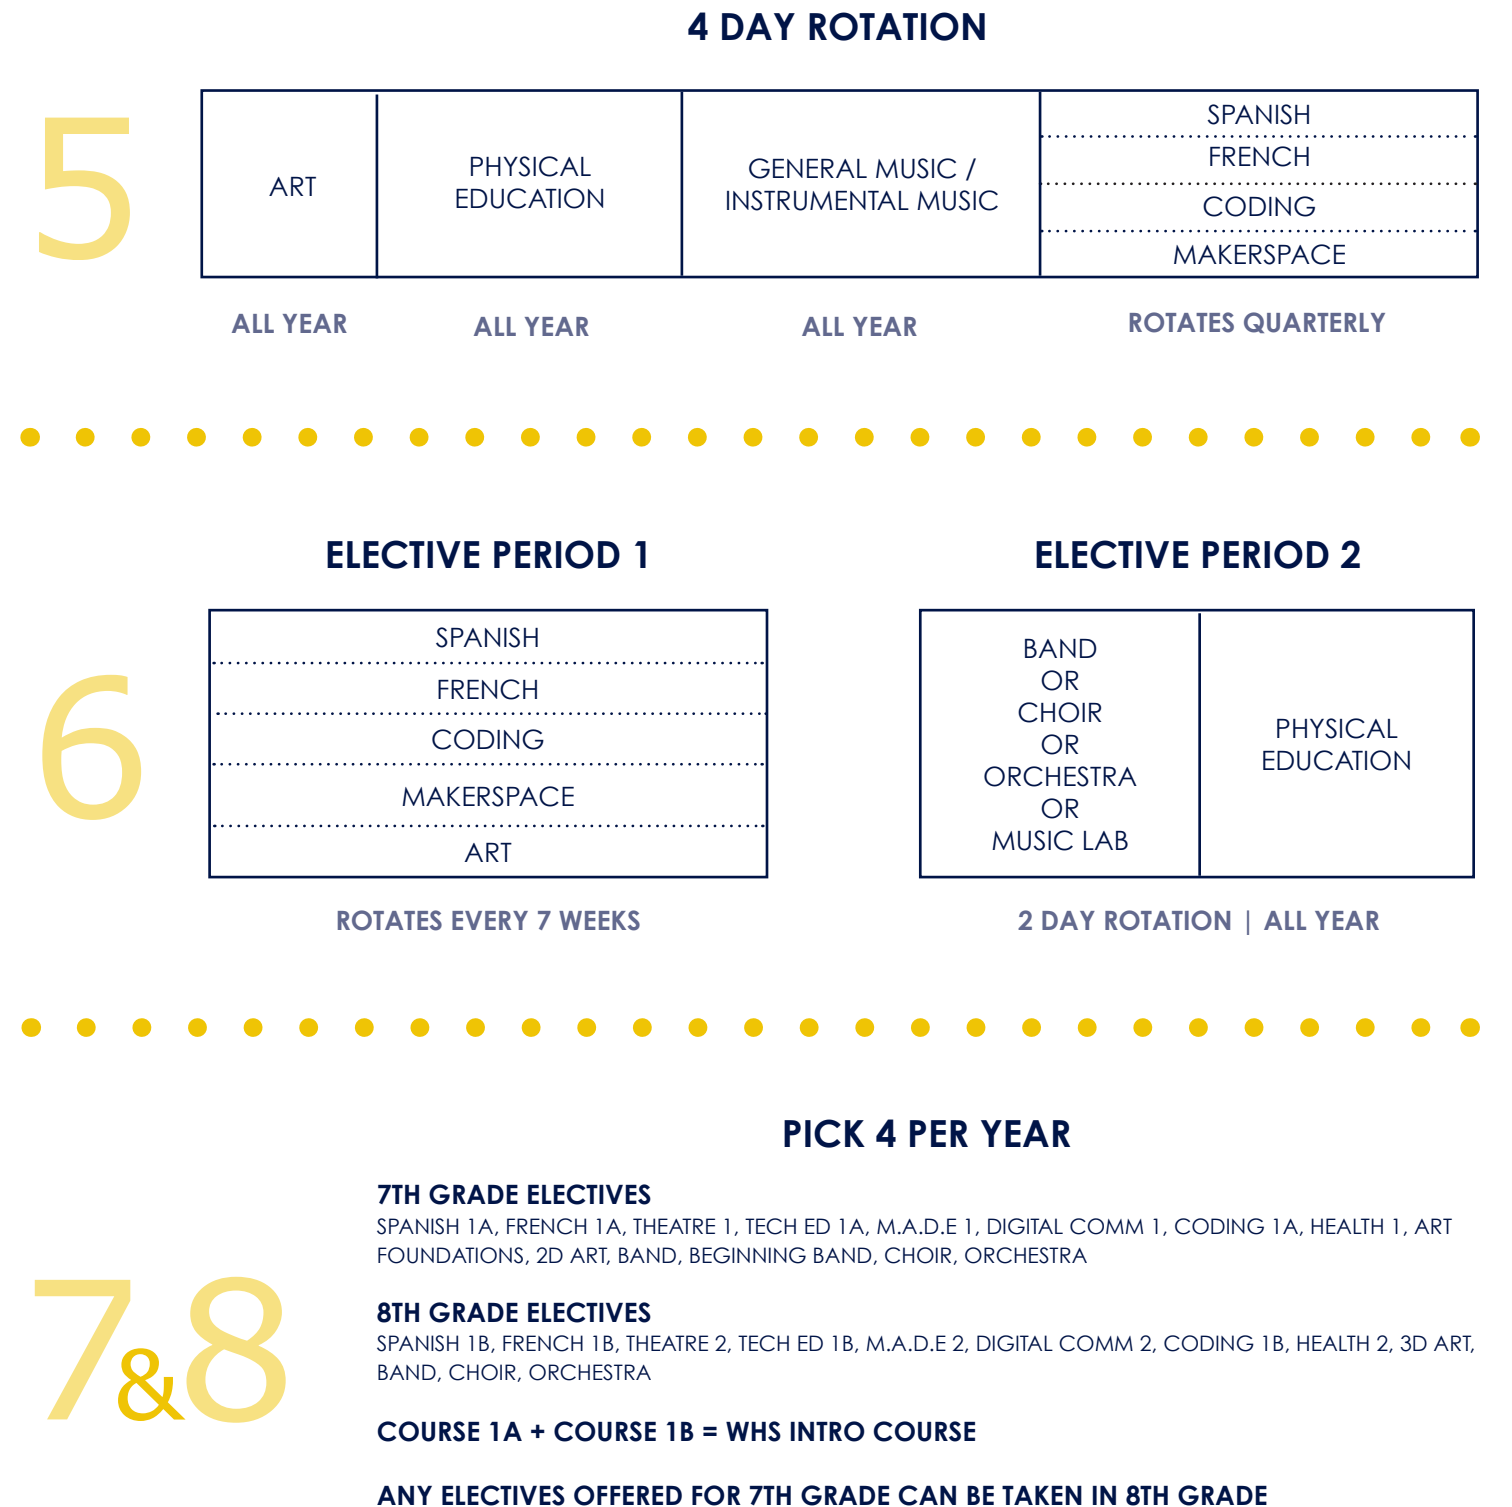 4 DAY ROTATION
5
ART
PHYSICAL
EDUCATION
GENERAL MUSIC /
INSTRUMENTAL MUSIC
SPANISH
FRENCH
CODING
MAKERSPACE
ALL YEAR
ALL YEAR
ALL YEAR
ROTATES QUARTERLY
6
ELECTIVE PERIOD 1
SPANISH
FRENCH
CODING
MAKERSPACE
ART
ROTATES EVERY 7 WEEKS
ELECTIVE PERIOD 2
BAND
OR
CHOIR
OR
ORCHESTRA
OR
MUSIC LAB
PHYSICAL
EDUCATION
2 DAY ROTATION | ALL YEAR
7&8
PICK 4 PER YEAR
7TH GRADE ELECTIVES
SPANISH 1A, FRENCH 1A, THEATRE 1, TECH ED 1A, M.A.D.E 1, DIGITAL COMM 1, CODING 1A, HEALTH 1, ART
FOUNDATIONS, 2D ART, BAND, BEGINNING BAND, CHOIR, ORCHESTRA
8TH GRADE ELECTIVES
SPANISH 1B, FRENCH 1B, THEATRE 2, TECH ED 1B, M.A.D.E 2, DIGITAL COMM 2, CODING 1B, HEALTH 2, 3D ART,
BAND, CHOIR, ORCHESTRA
COURSE 1A + COURSE 1B = WHS INTRO COURSE
ANY ELECTIVES OFFERED FOR 7TH GRADE CAN BE TAKEN IN 8TH GRADE